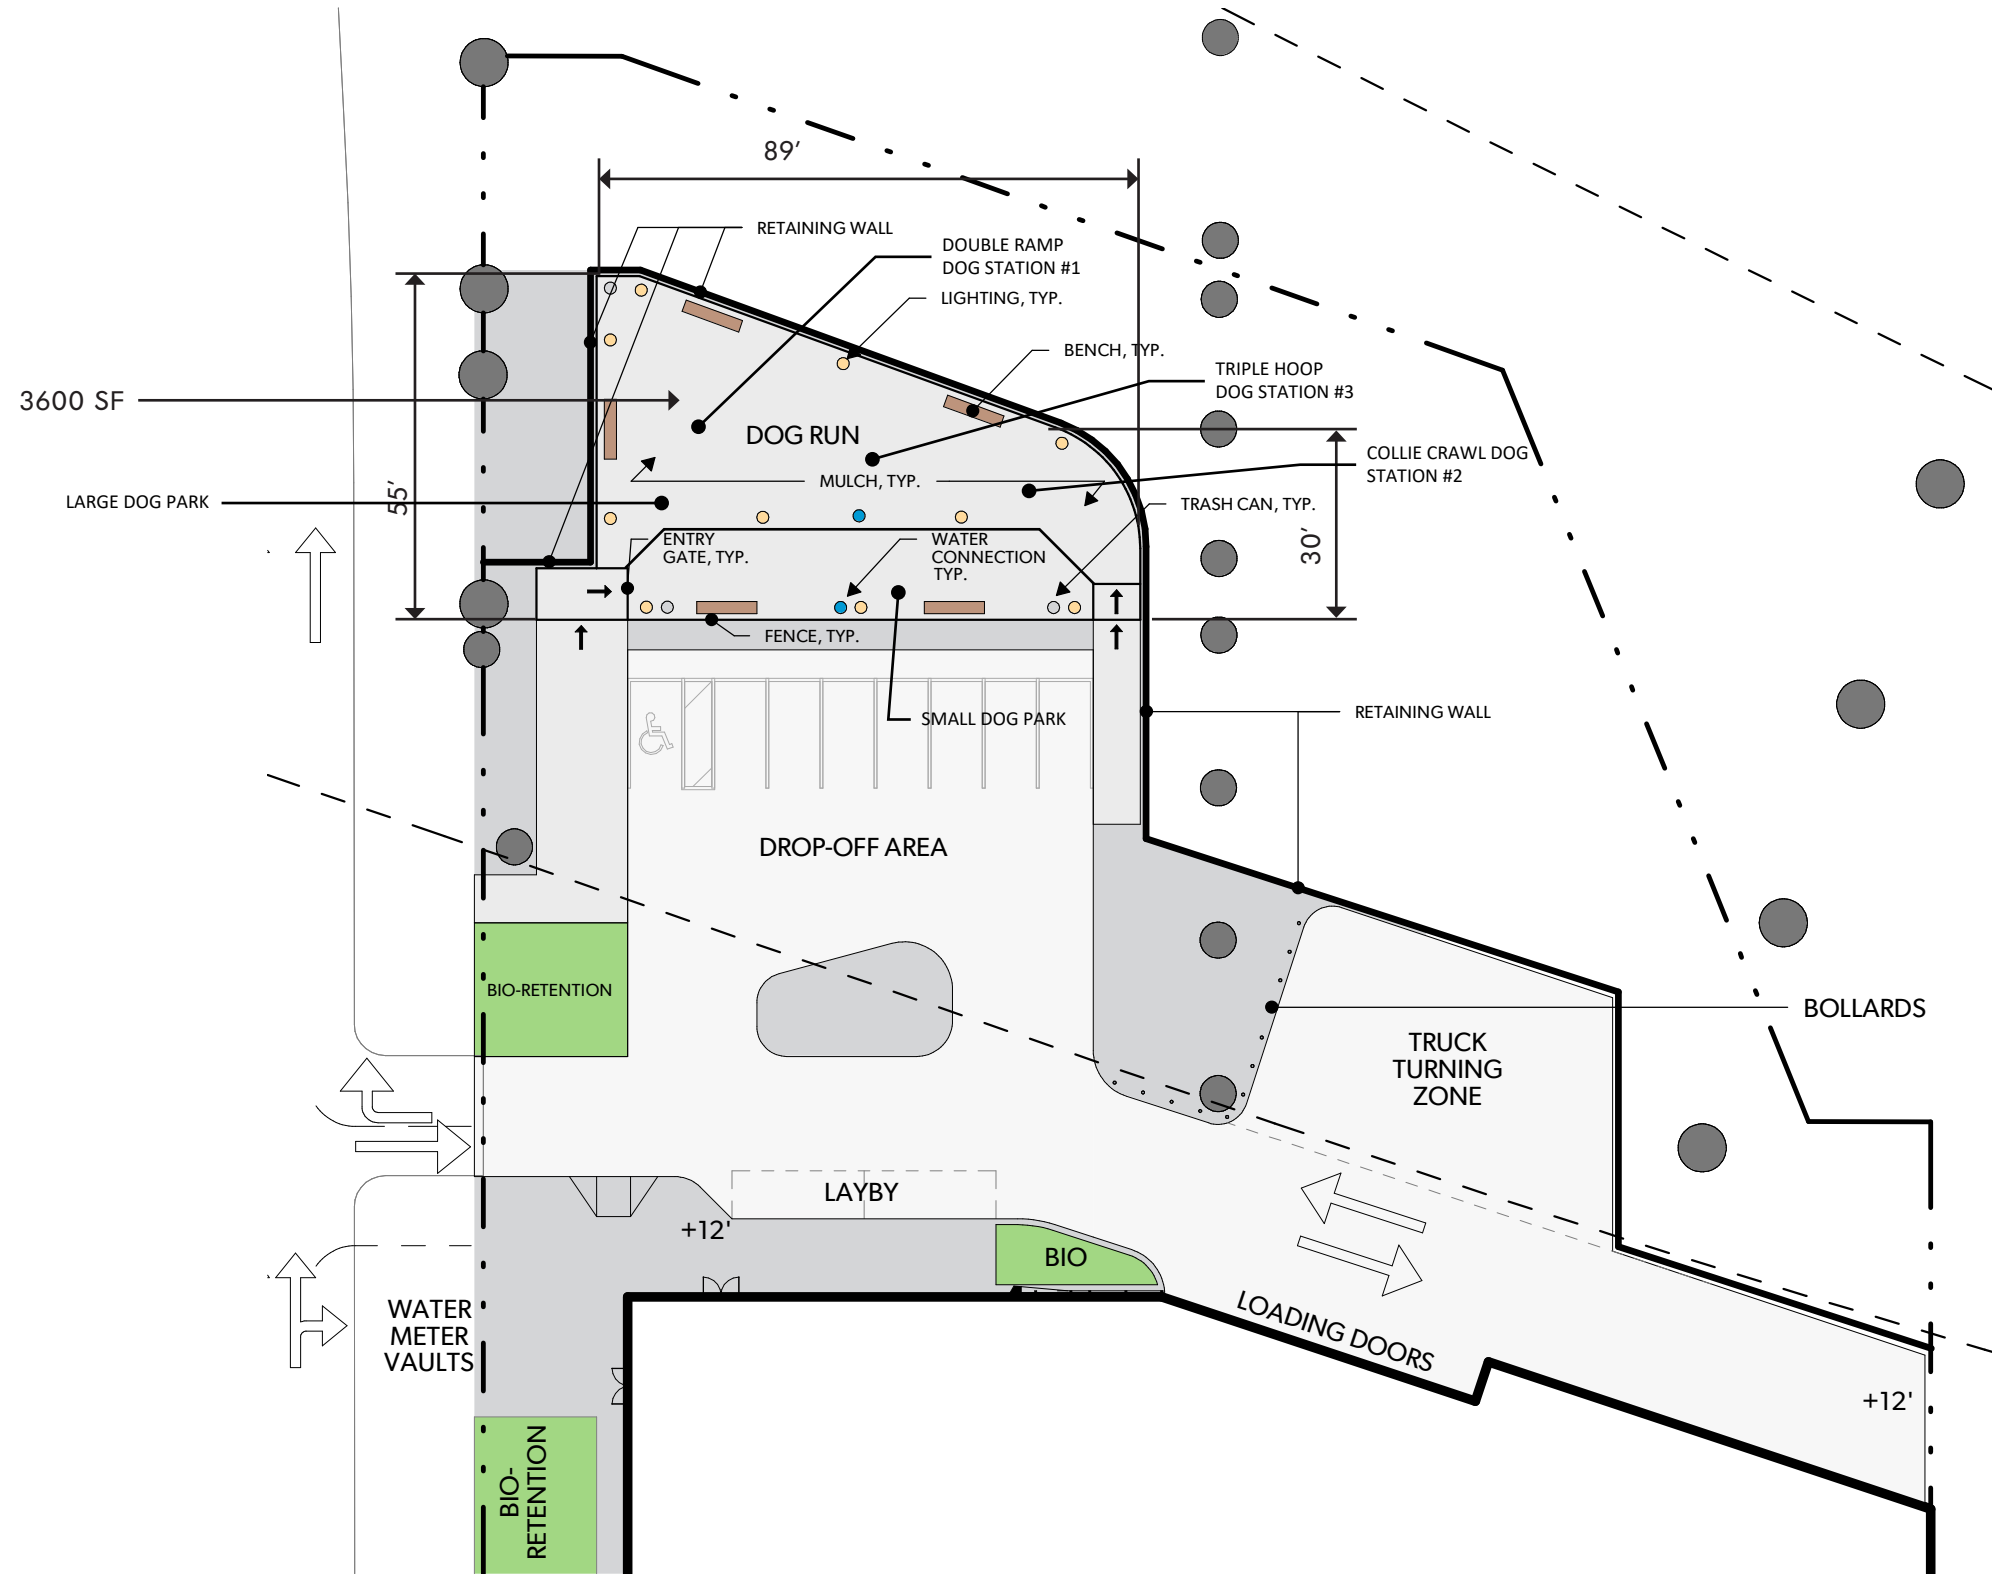 89'
RETAINING WALL
DOUBLE RAMP
DOG STATION #1
LIGHTING, TYP.
BENCH, TYP.
TRIPLE HOOP
DOG STATION #3
3600 SF
DOG RUN
COLLIE CRAWL DOG
STATION #2
MULCH, TYP.
LARGE DOG PARK
55'
TRASH CAN, TYP.
ENTRY
GATE, TYP.
WATER
CONNECTION
TYP.
30'
FENCE, TYP.
SMALL DOG PARK
RETAINING WALL
DROP-OFF AREA
BIO-RETENTION
BOLLARDS
TRUCK
TURNING
ZONE
LAYBY
+12'
BIO
WATER
METER
VAULTS
LOADING DOORS
+12'
BIO-
RETENTION